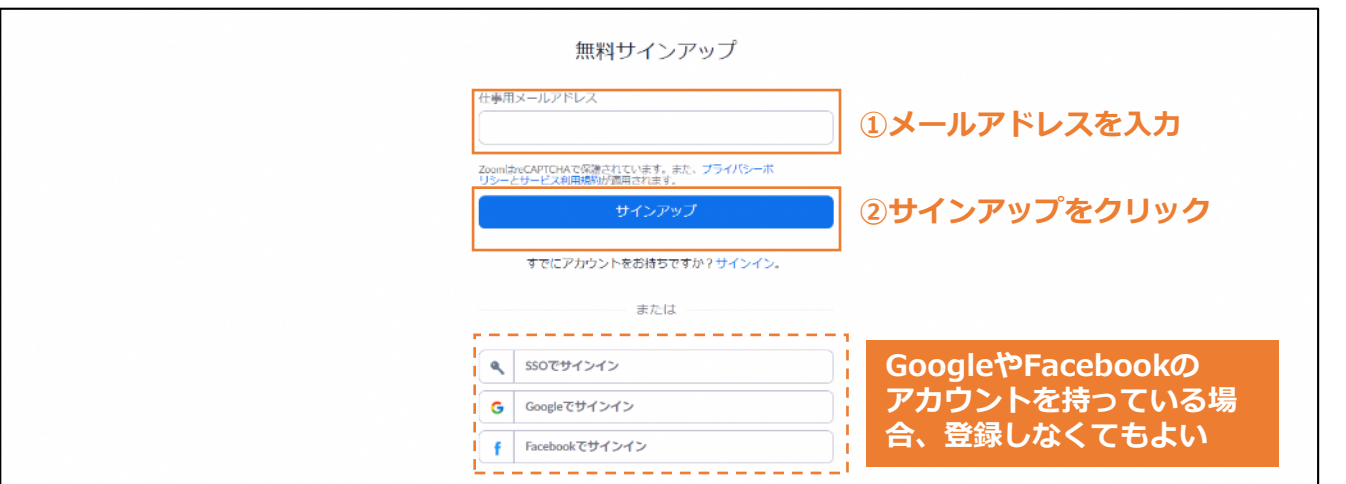 無料サインアップ
仕事用メールアドレス
①メールアドレスを入力
ZoomはreCAPTCHAで保護されています。また、プライバシーポ
リシーとサービス利用規約が適用されます。
サインアップ
②サインアップをクリック
すでにアカウントをお持ちですか？サインイン。
または
SSOでサインイン
Googleでサインイン
Facebookでサインイン
GoogleやFacebookの
アカウントを持っている場
合、登録しなくてもよい